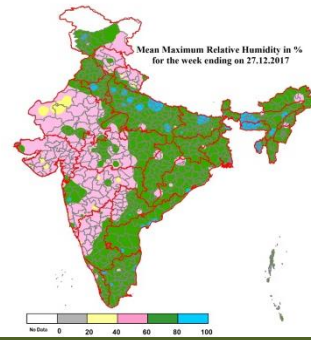 Mean Maximum Relative Humidity in %
for the week ending on 27.12.2017
No Data 0 20 40 60 80 100